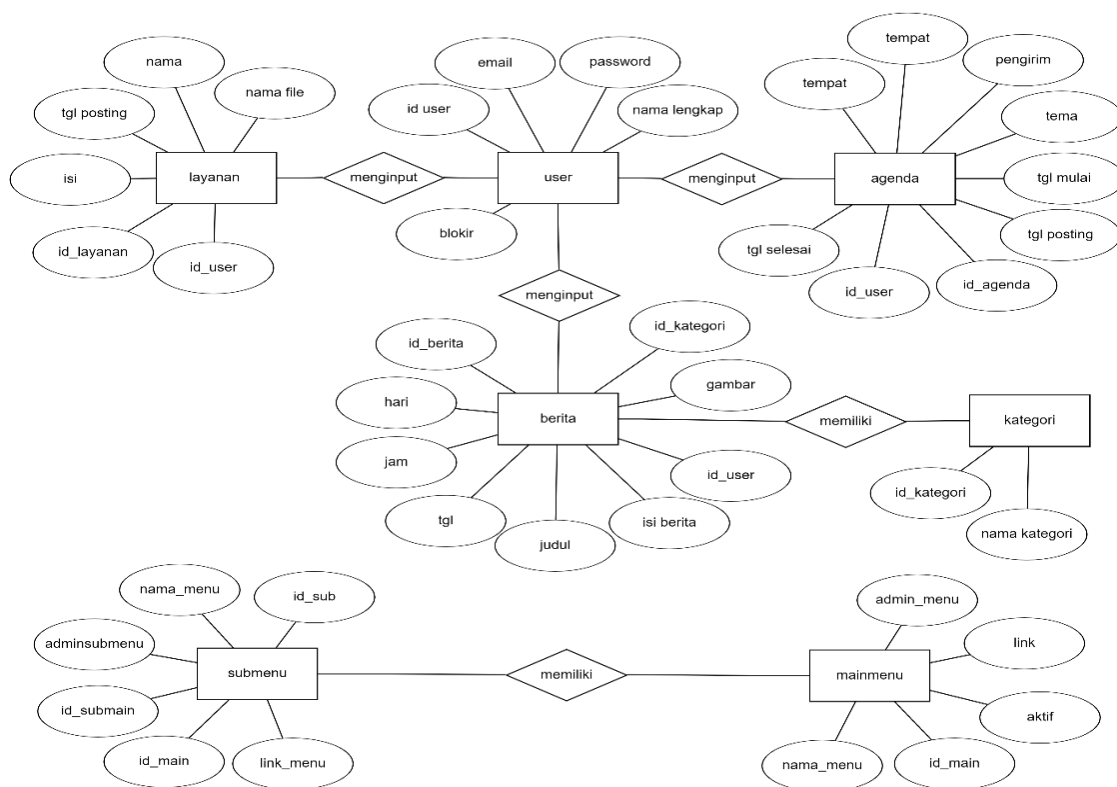 tempat
email
password
nama
pengirim
tempat
nama file
id user
nama lengkap
tgl posting
tema
layanan
menginput
user
menginput
agenda
isi
tgl mulai
blokir
tgl posting
id_layanan
tgl selesai
id_user
id_agenda
id_user
menginput
id_kategori
id_berita
gambar
hari
berita
memiliki
kategori
jam
id_user
id_kategori
tgl
isi berita
judul
nama kategori
nama_menu
id_sub
admin_menu
adminsubmenu
link
submenu
memiliki
mainmenu
id_submain
aktif
id_main
link_menu
nama_menu
id_main